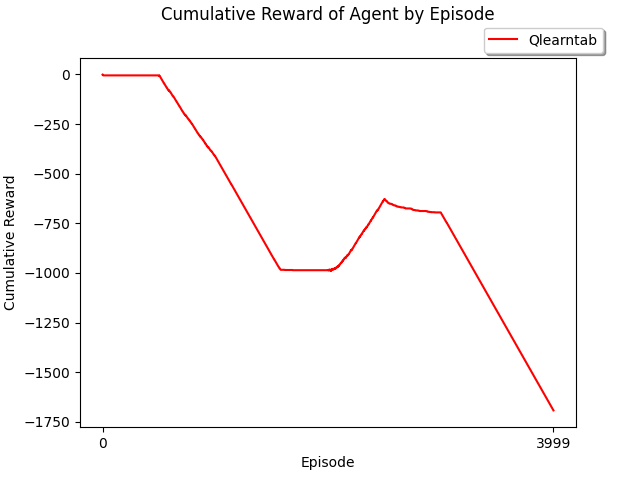 Cumulative Reward of Agent by Episode
Qlearntab
0
−250
−500
−750
−1000
−1250
−1500
−1750
Cumulative Reward
0 3999
Episode